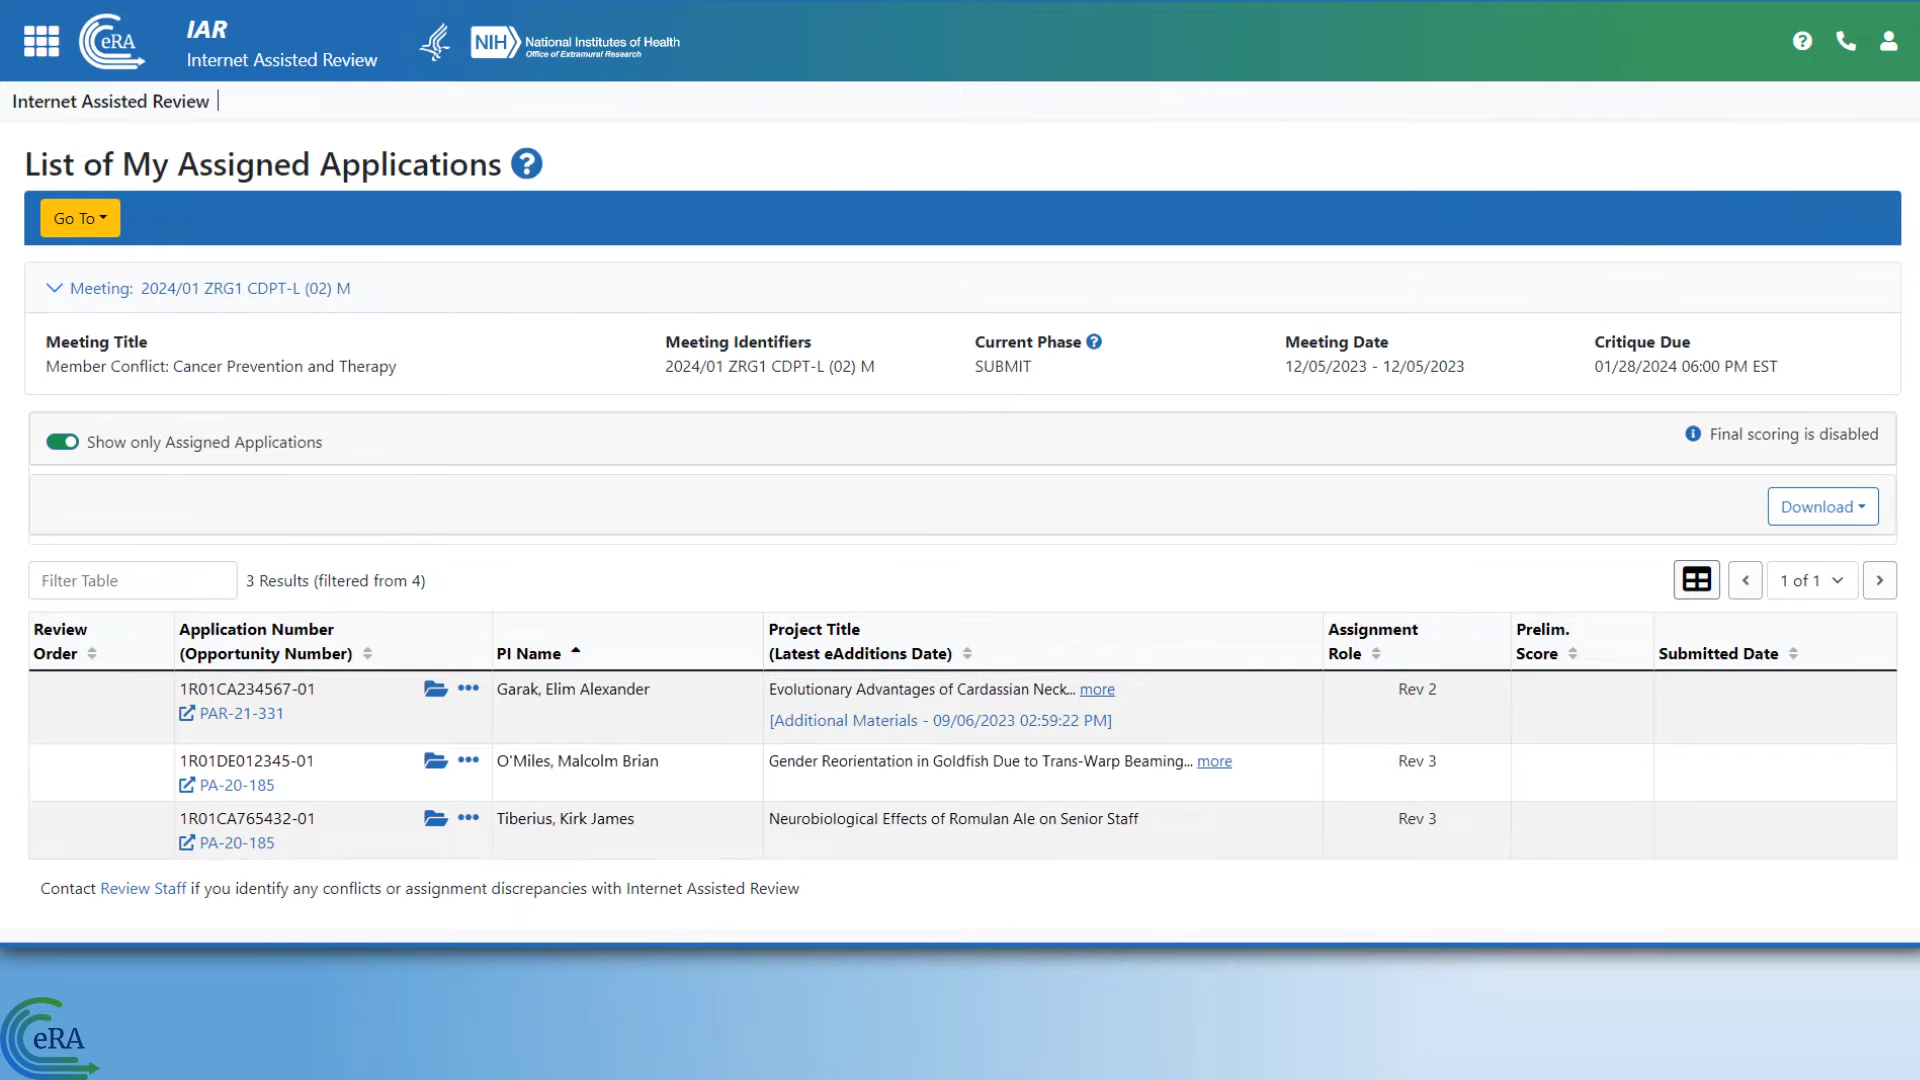 eRA
IAR
Internet Assisted Review
NIH
National Institutes of Health
Office of Extramural Research
Internet Assisted Review
List of My Assigned Applications
Go To
Meeting: 2024/01 ZRG1 CDPT-L (02) M
Meeting Title
Member Conflict: Cancer Prevention and Therapy
Meeting Identifiers
2024/01 ZRG1 CDPT-L (02) M
Current Phase
SUBMIT
Meeting Date
12/05/2023 - 12/05/2023
Critique Due
01/28/2024 06:00 PM EST
Show only Assigned Applications
Final scoring is disabled
Download
Filter Table
3 Results (filtered from 4)
1 of 1
Review
Order
Application Number
(Opportunity Number)
PI Name
Project Title
(Latest eAdditions Date)
Assignment
Role
Prelim.
Score
Submitted Date
1R01CA234567-01
PAR-21-331
Garak, Elim Alexander
Evolutionary Advantages of Cardassian Neck... more
[Additional Materials - 09/06/2023 02:59:22 PM]
Rev 2
1R01DE012345-01
PA-20-185
O'Miles, Malcolm Brian
Gender Reorientation in Goldfish Due to Trans-Warp Beaming... more
Rev 3
1R01CA765432-01
PA-20-185
Tiberius, Kirk James
Neurobiological Effects of Romulan Ale on Senior Staff
Rev 3
Contact Review Staff if you identify any conflicts or assignment discrepancies with Internet Assisted Review
eRA